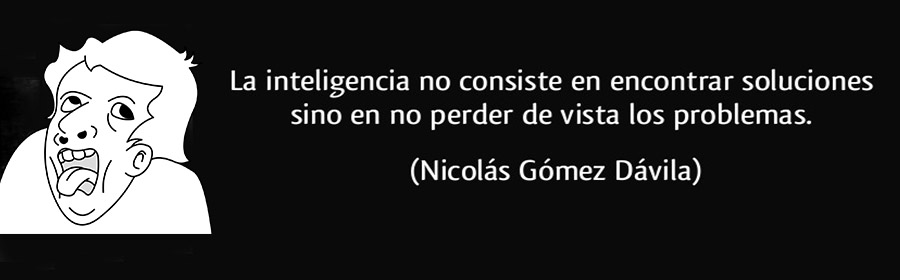 La inteligencia no consiste en encontrar soluciones
sino en no perder de vista los problemas.
(Nicolás Gómez Dávila)